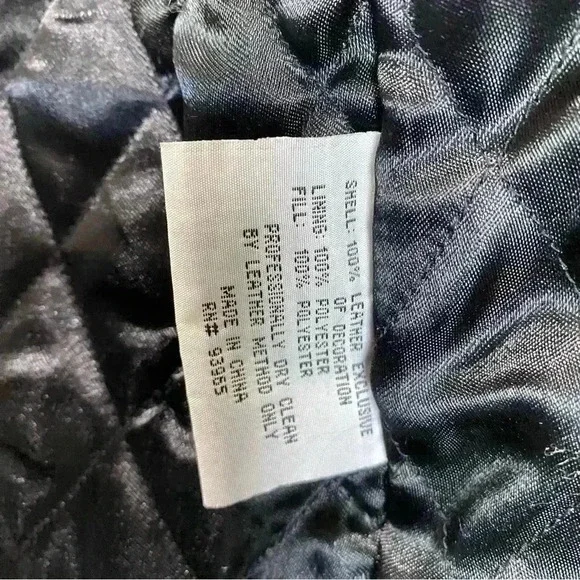 SHELL: 100% LEATHER EXCLUSIVE
OF DECORATION
LINING: 100% POLYESTER
FILL: 100% POLYESTER
PROFESSIONALLY DRY CLEAN
BY LEATHER METHOD ONLY
MADE IN CHINA
RN# 93965